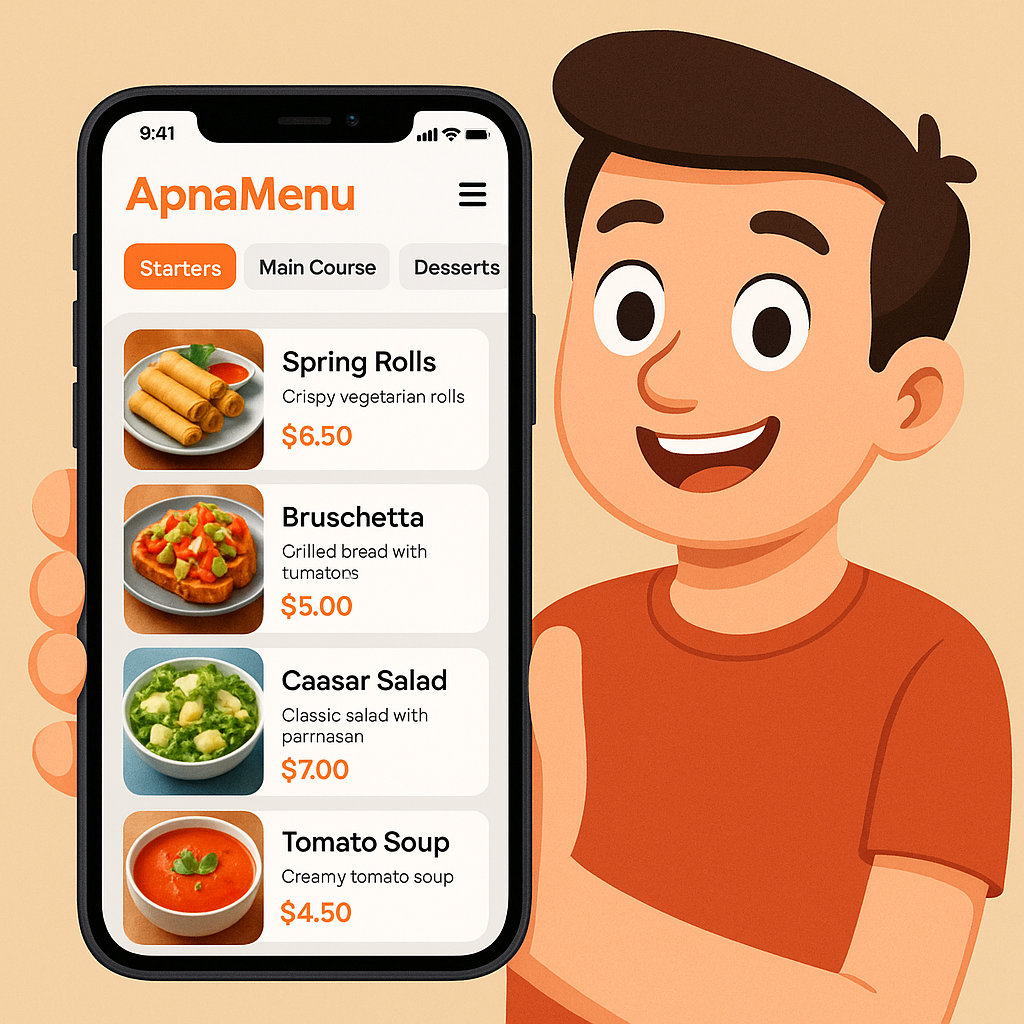 9:41
ApnaMenu
Starters Main Course Desserts
Spring Rolls
Crispy vegetarian rolls
$6.50
Bruschetta
Grilled bread with
tumatons
$5.00
Caasar Salad
Classic salad with
parrnasan
$7.00
Tomato Soup
Creamy tomato soup
$4.50